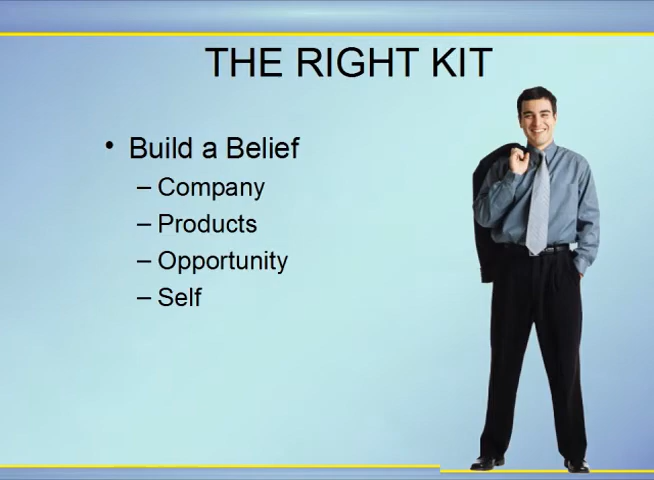 THE RIGHT KIT
• Build a Belief
– Company
– Products
– Opportunity
– Self